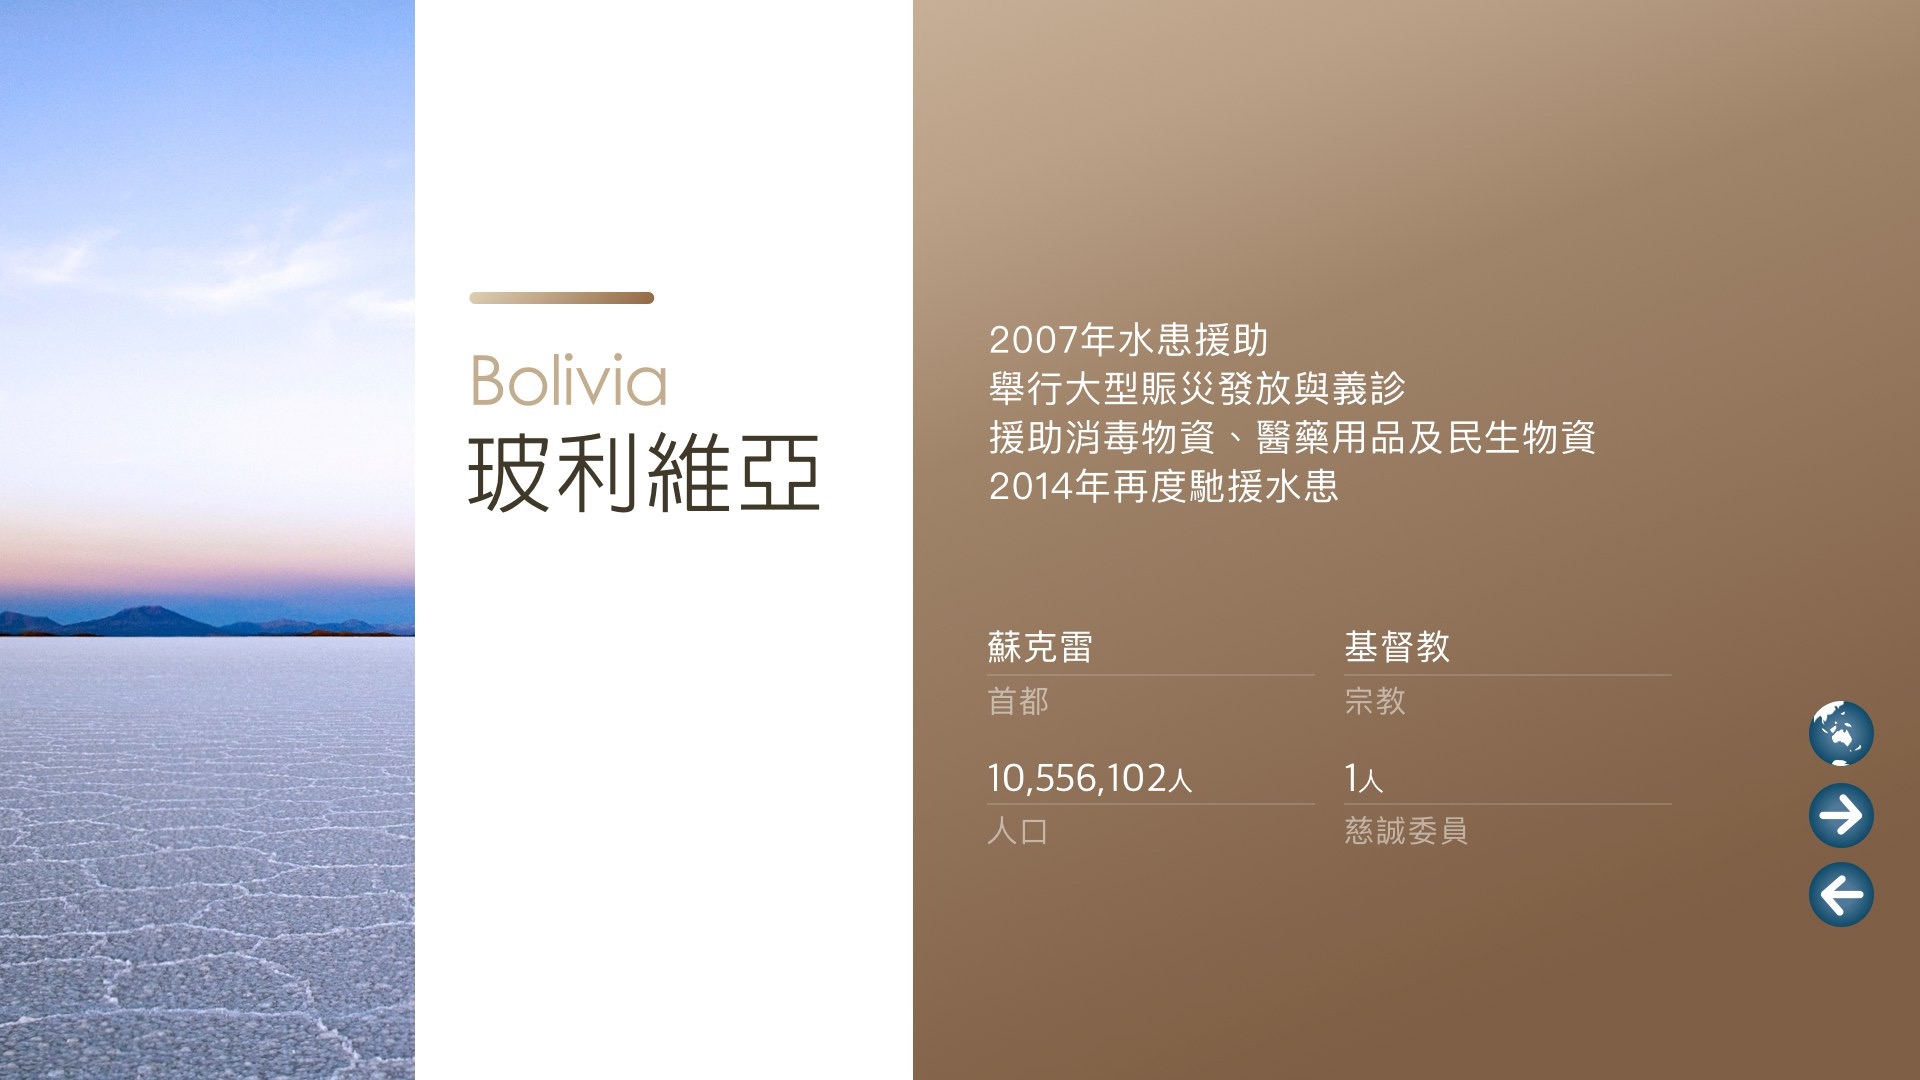 Bolivia
玻利維亞
2007年水患援助
舉行大型賑災發放與義診
援助消毒物資、醫藥用品及民生物資
2014年再度馳援水患
蘇克雷
首都
基督教
宗教
10,556,102人
人口
1人
慈誠委員